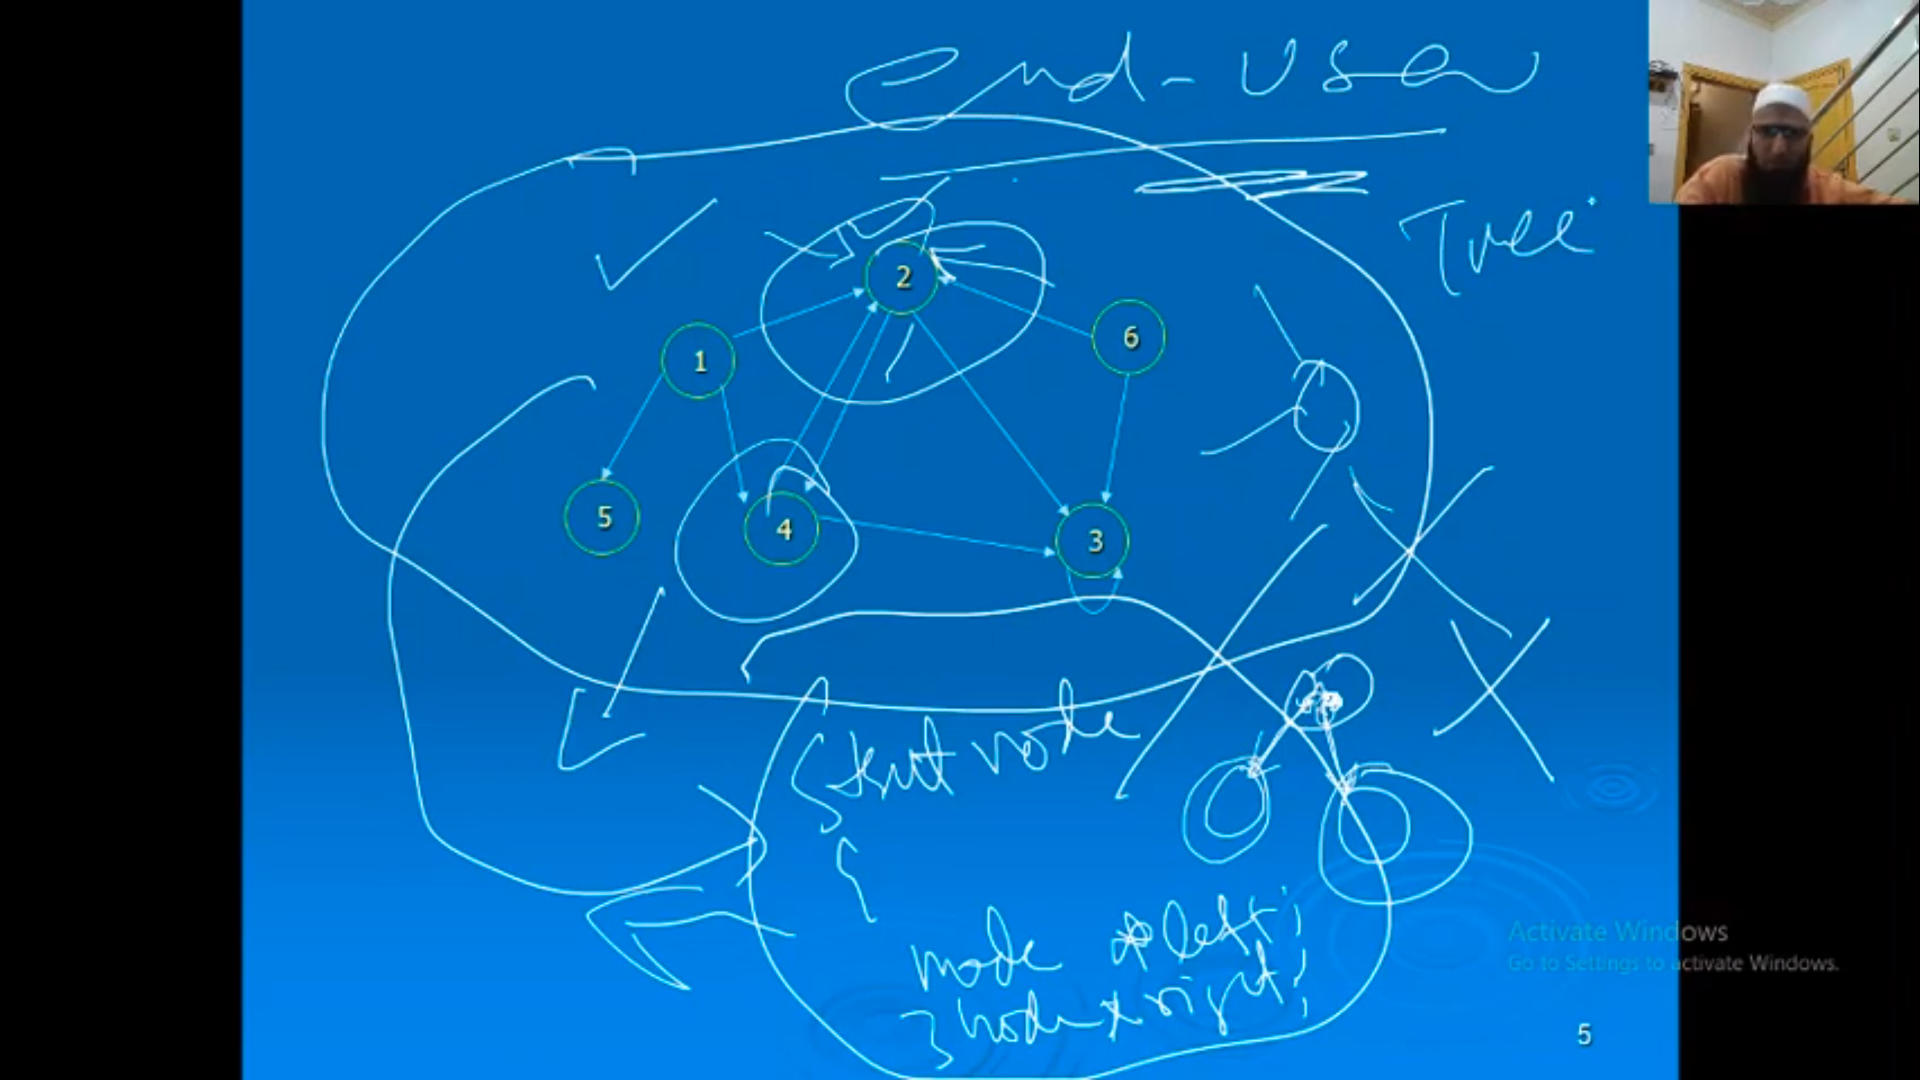 end-user
Tree
2
6
1
5
4
3
struct node
{
node *left;
node *right;
}
Activate Windows
Go to Settings to activate Windows.
5